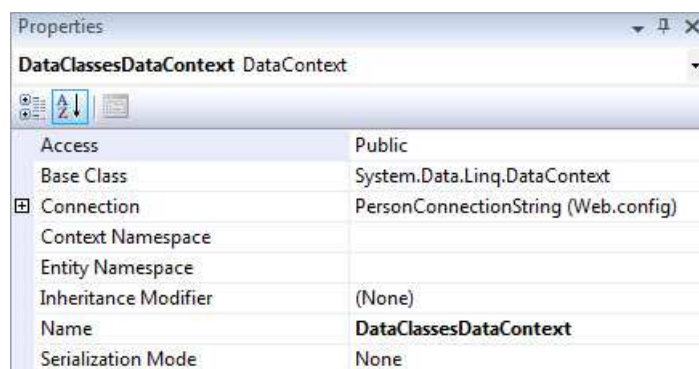 Properties
DataClassesDataContext DataContext
Access Public
Base Class System.Data.Linq.DataContext
Connection PersonConnectionString (Web.config)
Context Namespace
Entity Namespace
Inheritance Modifier (None)
Name DataClassesDataContext
Serialization Mode None